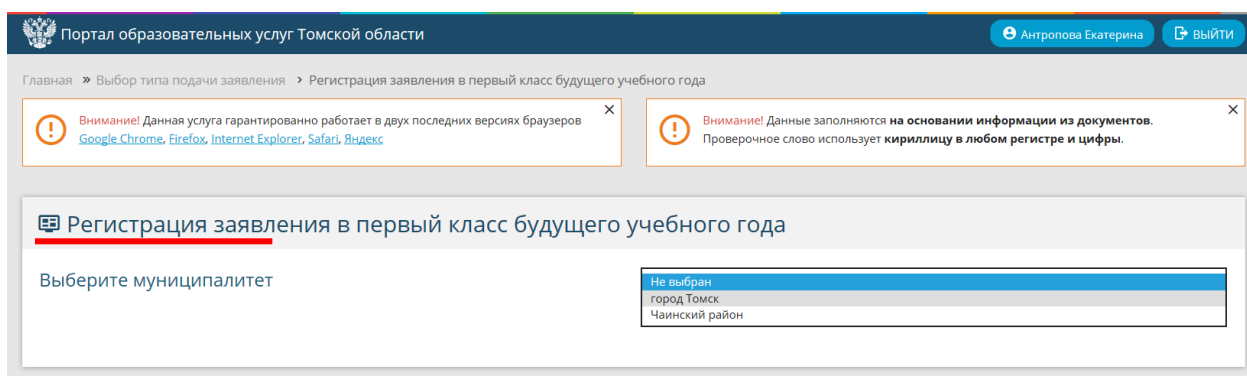 Портал образовательных услуг Томской области
Антропова Екатерина
ВЫЙТИ
Главная » Выбор типа подачи заявления › Регистрация заявления в первый класс будущего учебного года
Внимание! Данная услуга гарантированно работает в двух последних версиях браузеров
Google Chrome, Firefox, Internet Explorer, Safari, Яндекс
Внимание! Данные заполняются на основании информации из документов.
Проверочное слово использует кириллицу в любом регистре и цифры.
Регистрация заявления в первый класс будущего учебного года
Выберите муниципалитет
Не выбран
город Томск
Чаинский район